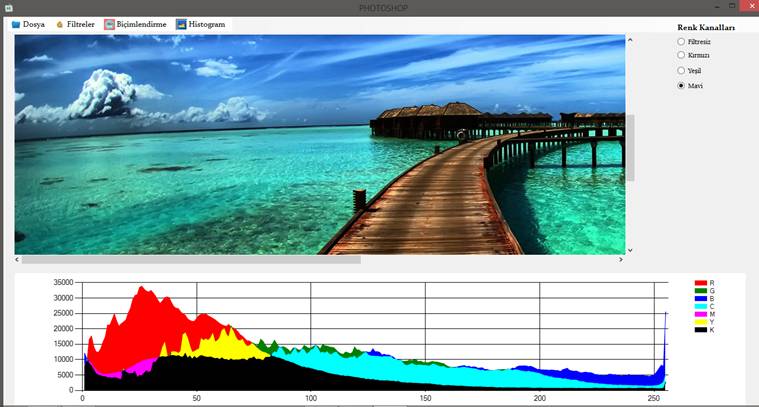 PHOTOSHOP
Dosya Filtreler Biçimlendirme Histogram
Renk Kanalları
Filtresiz
Kırmızı
Yeşil
Mavi
35000
30000
25000
20000
15000
10000
5000
0
0 50 100 150 200 250
R
G
B
C
M
Y
K